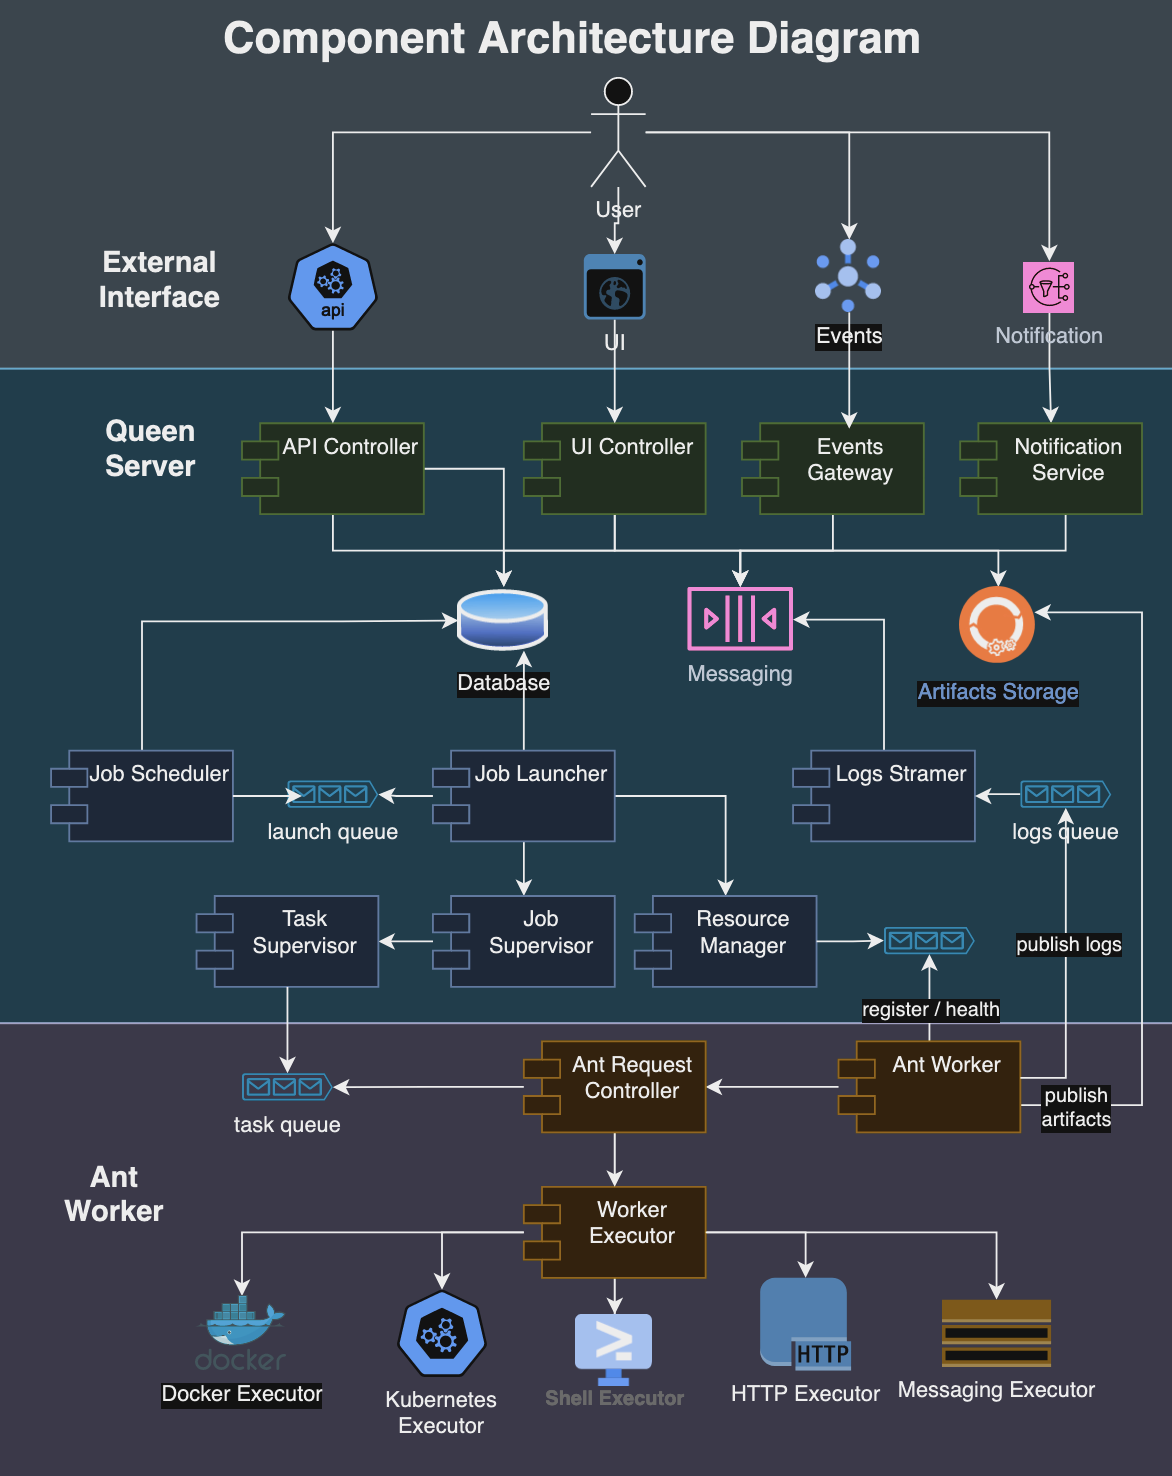 Component Architecture Diagram
User
External
Interface
api
UI
Events
Notification
Queen
Server
API Controller
UI Controller
Events
Gateway
Notification
Service
Database
Messaging
Artifacts Storage
Job Scheduler
launch queue
Job Launcher
Logs Stramer
logs queue
Task
Supervisor
Job
Supervisor
Resource
Manager
publish logs
register / health
Ant Request
Controller
Ant Worker
publish
artifacts
task queue
Ant
Worker
Worker
Executor
docker
HTTP
Docker Executor
Kubernetes
Executor
Shell Executor
HTTP Executor
Messaging Executor